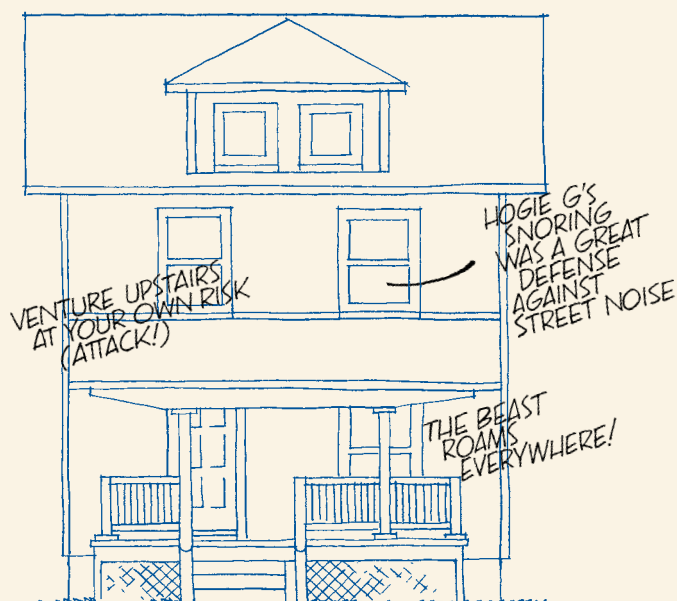 HOGIE G'S
SNORING
WAS A GREAT
DEFENSE
AGAINST
STREET NOISE
VENTURE UPSTAIRS
AT YOUR OWN RISK
(ATTACK!)
THE BEAST
ROAMS
EVERYWHERE!